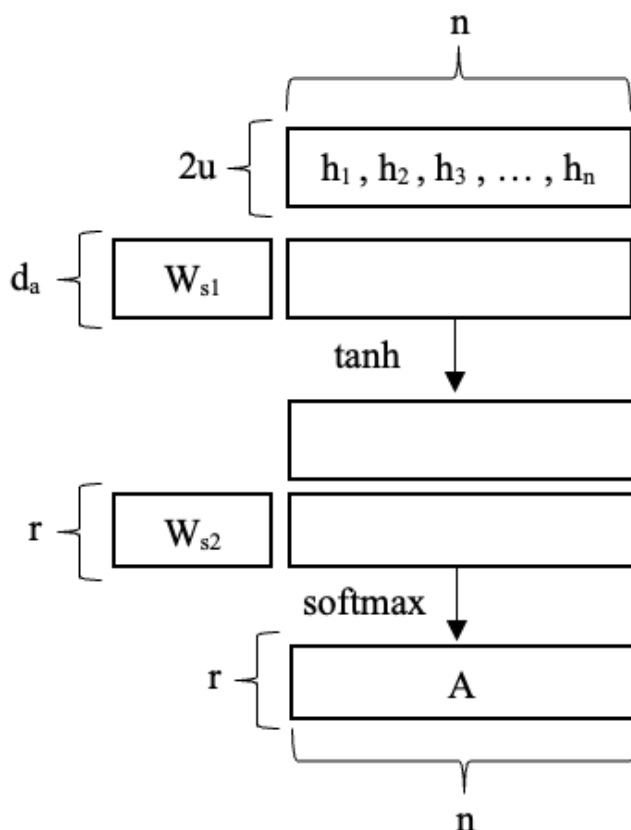 n
2u
h₁ , h₂ , h₃ , … , hₙ
dₐ
Wₛ₁
tanh
r
Wₛ₂
softmax
r
A
n